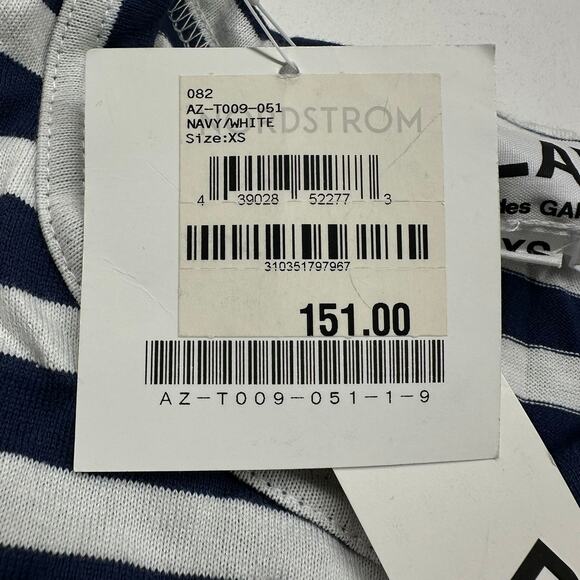 082
AZ-T009-051
NORDSTROM
NAVY/WHITE
Size:XS
4 39028 52277 3
310351797967
151.00
AZ-T009-051-1-9
des GAR
XS